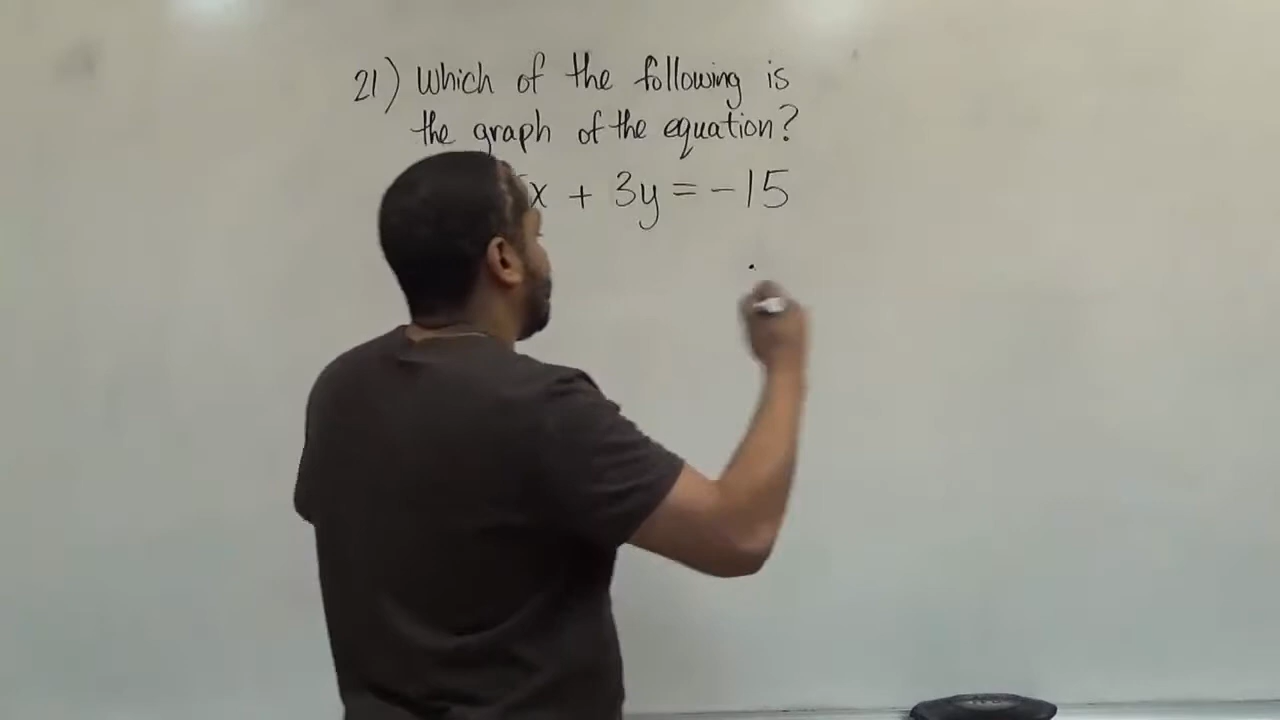 21) Which of the following is
the graph of the equation?
x + 3y = -15